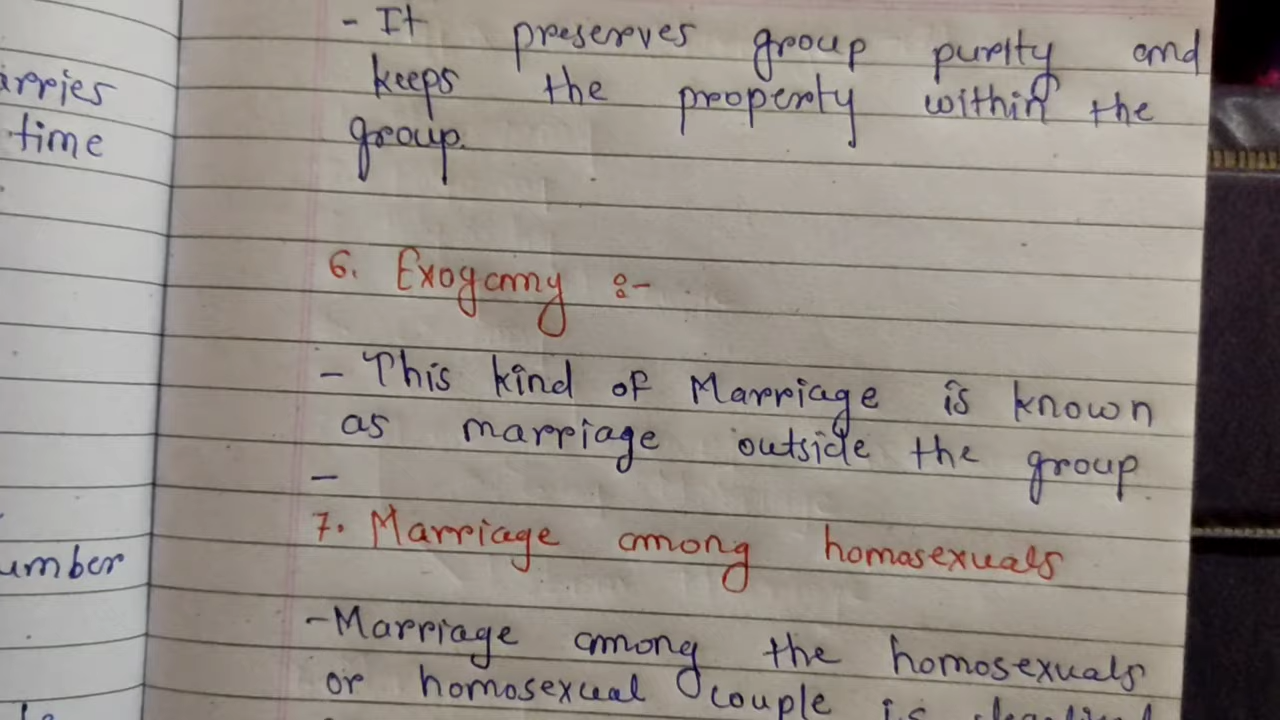 arries
time
umber
- It preserves group purity and
keeps the property within the
group.
6. Exogamy :-
- This kind of Marriage is known
as marriage outside the group.
-
7. Marriage among homosexuals
- Marriage among the homosexuals
or homosexual couple is